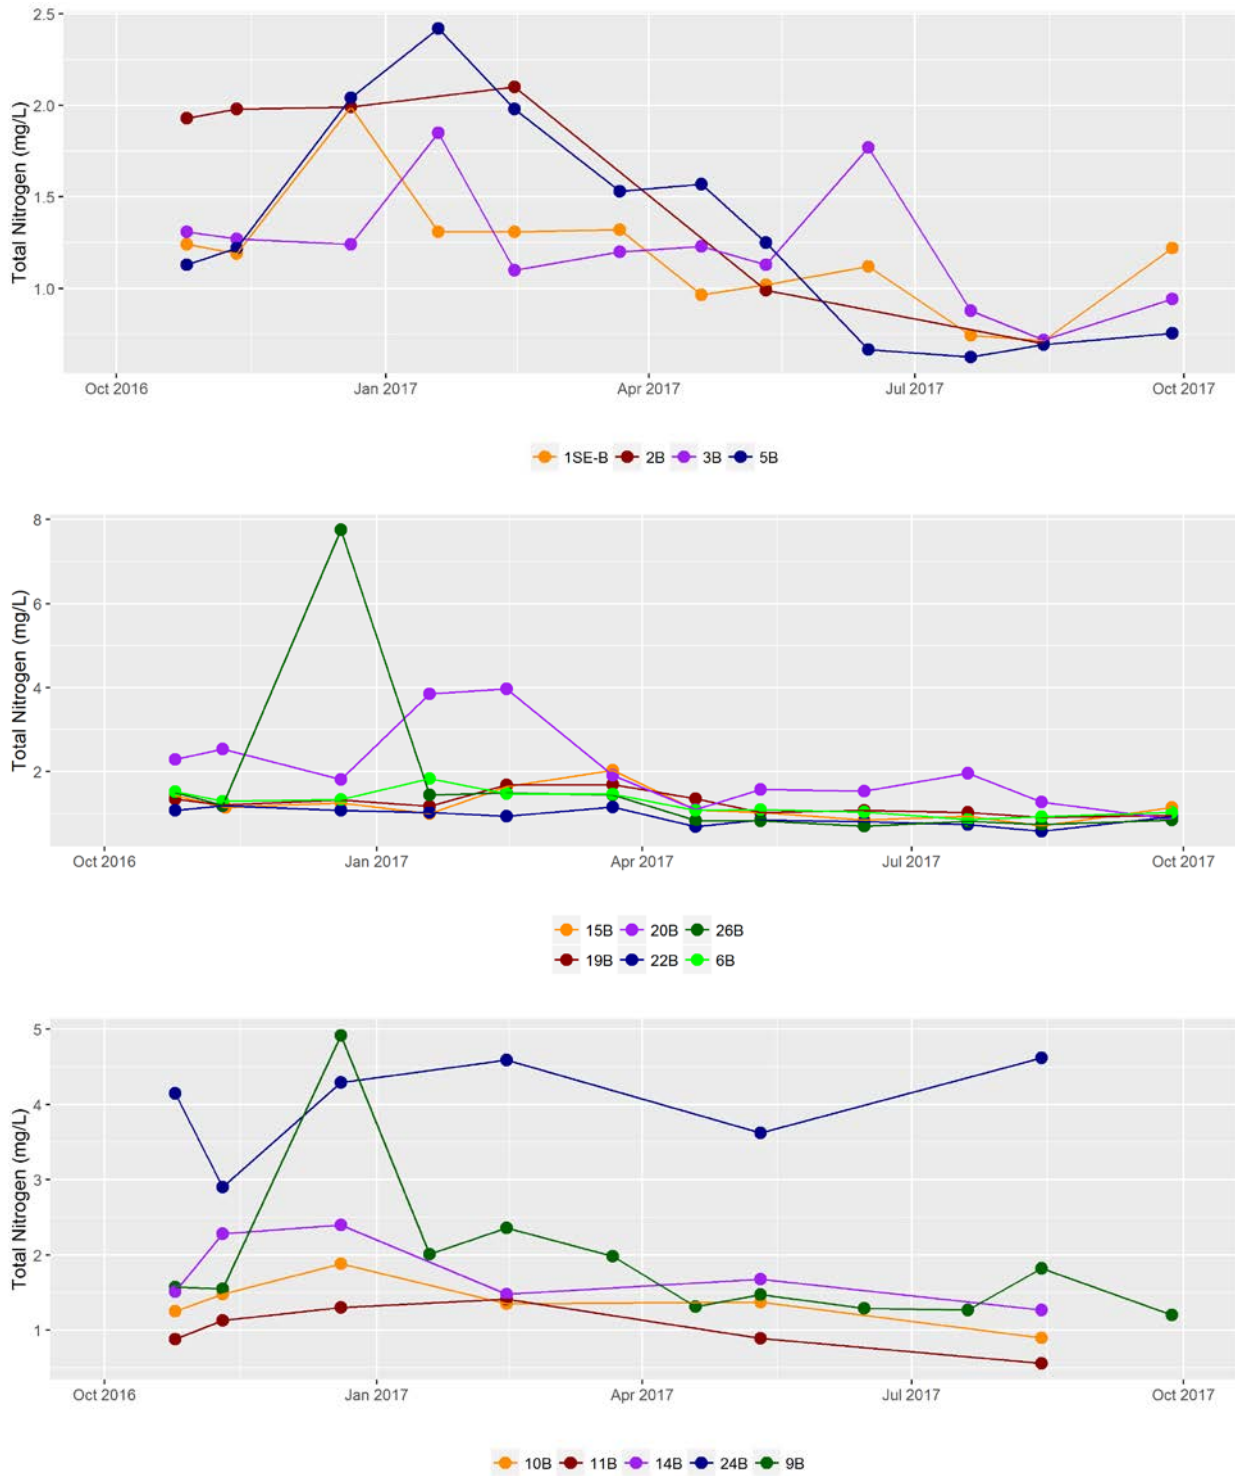 Total Nitrogen (mg/L)
2.5
2.0
1.5
1.0
Oct 2016 Jan 2017 Apr 2017 Jul 2017 Oct 2017
1SE-B 2B 3B 5B
Total Nitrogen (mg/L)
8
6
4
2
Oct 2016 Jan 2017 Apr 2017 Jul 2017 Oct 2017
15B 20B 26B
19B 22B 6B
Total Nitrogen (mg/L)
5
4
3
2
1
Oct 2016 Jan 2017 Apr 2017 Jul 2017 Oct 2017
10B 11B 14B 24B 9B